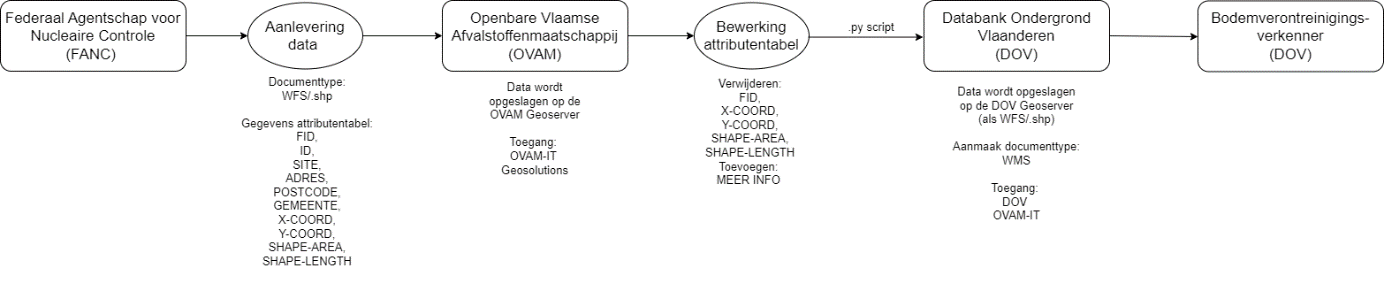 Federaal Agentschap voor
Nucleaire Controle
(FANC)
Aanlevering
data
Documenttype:
WFS/.shp
Gegevens attributentabel:
FID,
ID,
SITE,
ADRES,
POSTCODE,
GEMEENTE,
X-COORD,
Y-COORD,
SHAPE-AREA,
SHAPE-LENGTH
Openbare Vlaamse
Afvalstoffenmaatschappij
(OVAM)
Data wordt
opgeslagen op de
OVAM Geoserver
Toegang:
OVAM-IT
Geosolutions
Bewerking
attributentabel
Verwijderen:
FID,
X-COORD,
Y-COORD,
SHAPE-AREA,
SHAPE-LENGTH
Toevoegen:
MEER INFO
.py script
Databank Ondergrond
Vlaanderen
(DOV)
Data wordt opgeslagen
op de DOV Geoserver
(als WFS/.shp)
Aanmaak documenttype:
WMS
Toegang:
DOV
OVAM-IT
Bodemverontreinigings-
verkenner
(DOV)